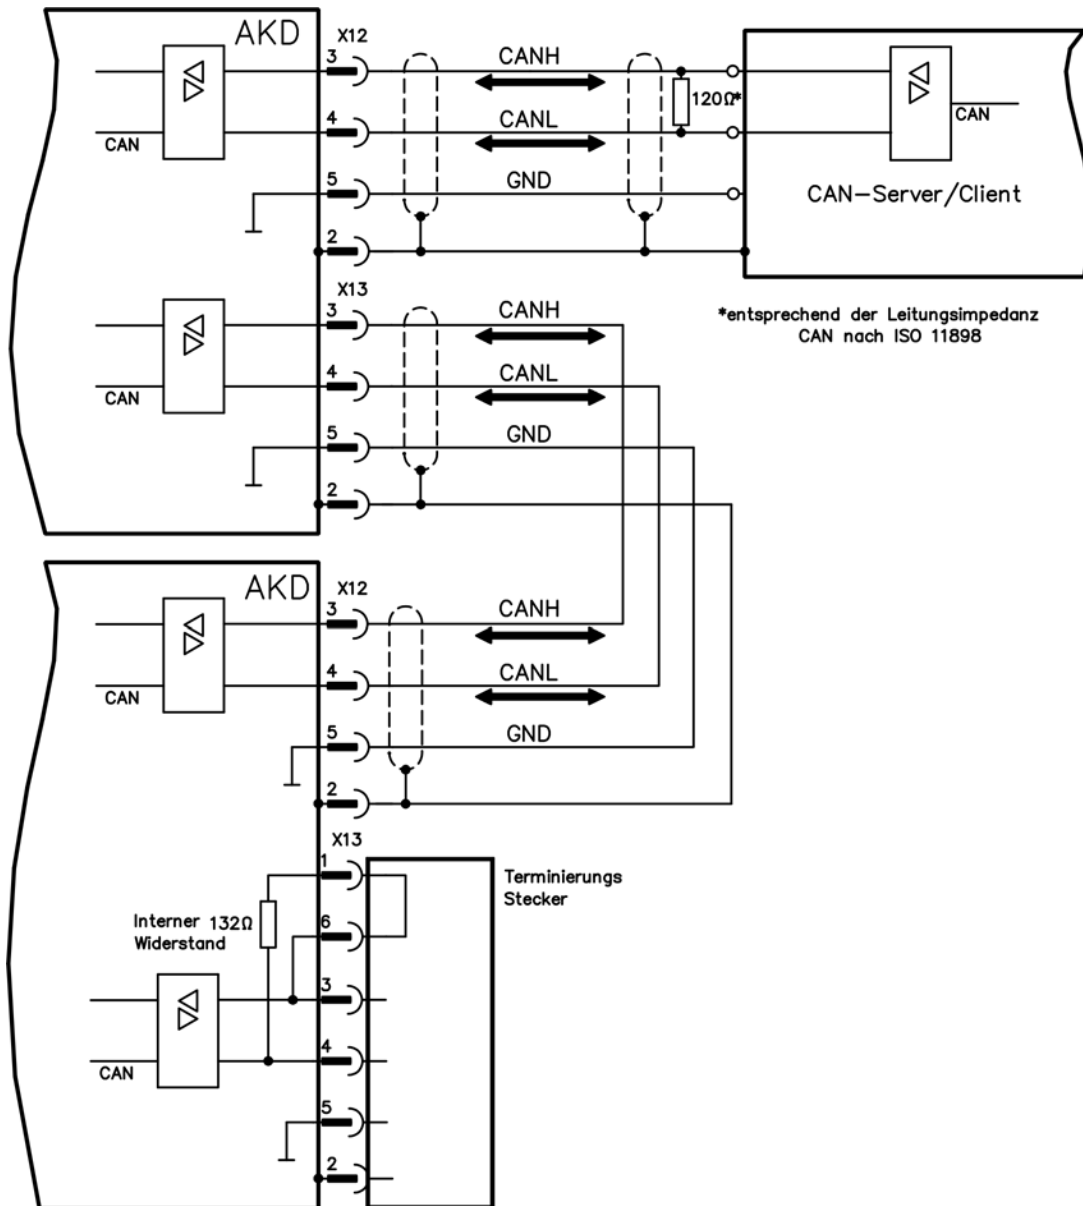 AKD
X12
3
CANH
120Ω*
CAN
4
CANL
CAN
5
GND
CAN-Server/Client
2
X13
3
CANH
*entsprechend der Leitungsimpedanz
CAN nach ISO 11898
4
CANL
CAN
5
GND
2
AKD
X12
3
CANH
4
CANL
CAN
5
GND
2
X13
1
Terminierungs
Stecker
Interner 132Ω
Widerstand
6
3
4
CAN
5
2